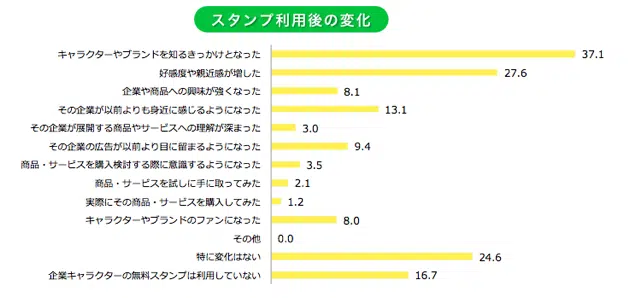 スタンプ利用後の変化
キャラクターやブランドを知るきっかけとなった 37.1
好感度や親近感が増した 27.6
企業や商品への興味が強くなった 8.1
その企業が以前よりも身近に感じるようになった 13.1
その企業が展開する商品やサービスへの理解が深まった 3.0
その企業の広告が以前より目に留まるようになった 9.4
商品・サービスを購入検討する際に意識するようになった 3.5
商品・サービスを試しに手に取ってみた 2.1
実際にその商品・サービスを購入してみた 1.2
キャラクターやブランドのファンになった 8.0
その他 0.0
特に変化はない 24.6
企業キャラクターの無料スタンプは利用していない 16.7